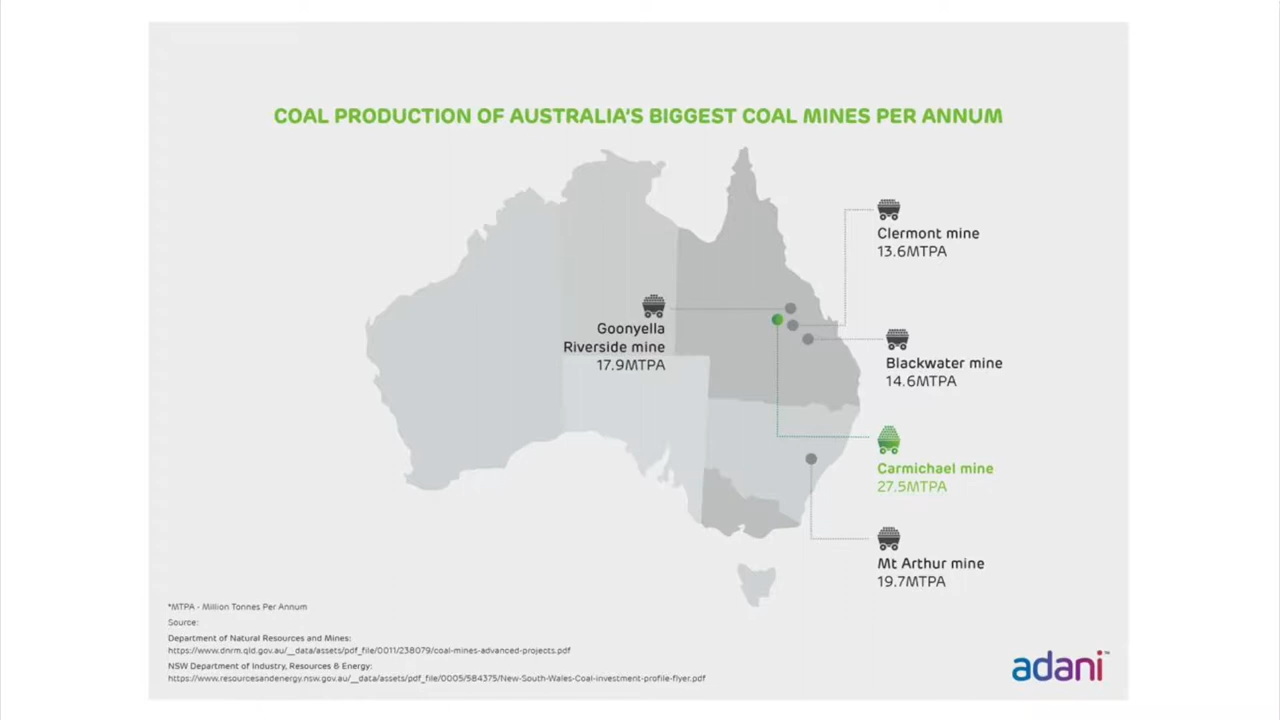 COAL PRODUCTION OF AUSTRALIA'S BIGGEST COAL MINES PER ANNUM
Clermont mine
13.6MTPA
Goonyella
Riverside mine
17.9MTPA
Blackwater mine
14.6MTPA
Carmichael mine
27.5MTPA
Mt Arthur mine
19.7MTPA
*MTPA - Million Tonnes Per Annum
Source:
Department of Natural Resources and Mines:
https://www.dnrm.qld.gov.au/__data/assets/pdf_file/0011/238079/coal-mines-advanced-projects.pdf
NSW Department of Industry, Resources & Energy:
https://www.resourcesandenergy.nsw.gov.au/__data/assets/pdf_file/0005/584375/New-South-Wales-Coal-investment-profile-flyer.pdf
adani™